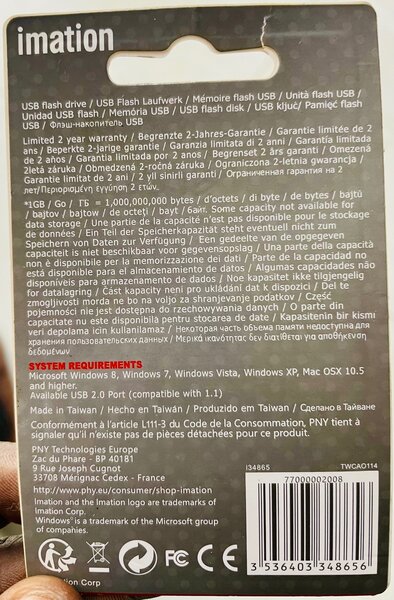 imation
USB flash drive / USB Flash Laufwerk / Mémoire flash USB / Unità flash USB /
Unidad USB flash / Memória USB / USB flash disk / USB ključ/ Pamięć flash
USB / Флэш-накопитель USB
Limited 2 year warranty / Begrenzte 2-Jahres-Garantie / Garantie limitée de 2
ans / Beperkte 2-jarige garantie / Garanzia limitata di 2 anni / Garantía limitada
de 2 años / Garantia limitada por 2 anos / Begrenset 2 års garanti / Omezená
2letá záruka / Obmedzená 2-ročná záruka / Ograniczona 2-letnia gwarancja /
Garantie limitat de 2 ani / 2 yil sinirli garanti / Ограниченная гарантия на 2
лет/Περιορισμένη εγγύηση 2 ετών.
*1GB / Go / ГБ = 1,000,000,000 bytes / d'octets / di byte / de bytes / bajtů
/ bajtov / bajtow / de octeţi / bayt / байт. Some capacity not available for
data storage / Une partie de la capacité n'est pas disponible pour le stockage
de données / Ein Teil der Speicherkapazität steht eventuell nicht zum
Speichern von Daten zur Verfügung / Een gedeelte van de opgegeven
capaciteit is niet beschikbaar voor gegevensopslag / Una parte della capacità
non è disponibile per la memorizzazione dei dati / Parte de la capacidad no
está disponible para el almacenamiento de datos / Algumas capacidades não
disponíveis para armazenamento de dados / Noe kapasitet ikke tilgjengelig
for datalagring / Část kapacity není pro ukládání dat k dispozici / Del te
zmogljivosti morda ne bo na voljo za shranjevanje podatkov / Część
pojemności nie jest dostępna do przechowywania danych / O parte din
capacitate nu este disponibila pentru stocarea de date / Kapasitenin bir kismi
veri depolama icin kullanilamaz / Некоторая часть объема памяти недоступна для
хранения пользовательских данных / Μερικά ικανότητες δεν διατίθεται για αποθήκευση
δεδομένων.
SYSTEM REQUIREMENTS
Microsoft Windows 8, Windows 7, Windows Vista, Windows XP, Mac OSX 10.5
and higher.
Available USB 2.0 Port (compatible with 1.1)
Made in Taiwan / Hecho en Taiwán / Produzido em Taiwan / Сделано в Тайване
Conformément à l'article L111-3 du Code de la Consommation, PNY tient à
signaler qu'il n'existe pas de pièces détachées pour ce produit.
PNY Technologies Europe
Zac du Phare - BP 40181
9 Rue Joseph Cugnot
33708 Mérignac Cedex - France
http://www.pny.eu/consumer/shop-imation
Imation and the Imation logo are trademarks of
Imation Corp.
Windows® is a trademark of the Microsoft group
of companies.
I34865 TWCAO114
77000002008
3 536403 348656
FC CE
ation Corp